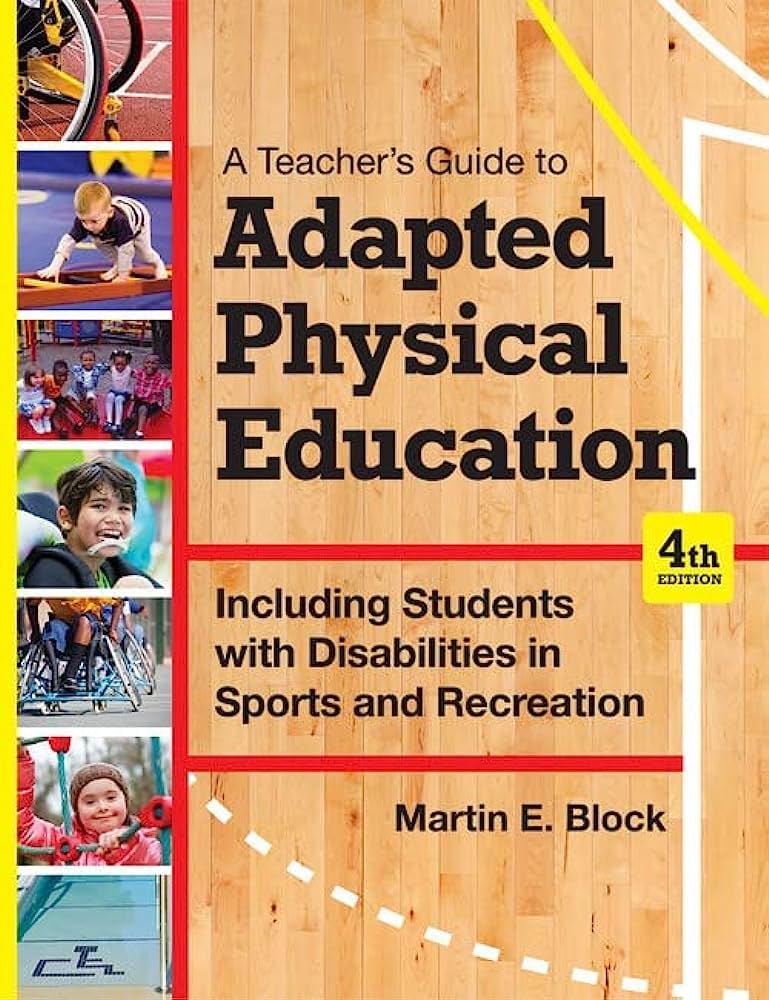 A Teacher's Guide to
Adapted
Physical
Education
4th
EDITION
Including Students
with Disabilities in
Sports and Recreation
Martin E. Block